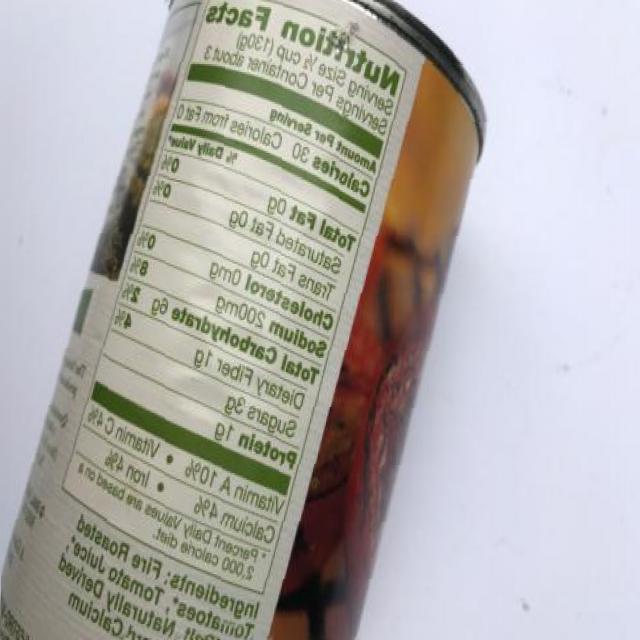 Nutrition Facts
Serving Size ½ cup (130g)
Servings Per Container about 3
Amount Per Serving
Calories 30 Calories from Fat 0
% Daily Value*
Total Fat 0g 0%
Saturated Fat 0g 0%
Trans Fat 0g
Cholesterol 0mg 0%
Sodium 200mg 8%
Total Carbohydrate 6g 2%
Dietary Fiber 1g 4%
Sugars 3g
Protein 1g
Vitamin A 10% • Vitamin C 4%
Calcium 4% • Iron 4%
* Percent Daily Values are based on a
2,000 calorie diet.
Ingredients: Fire Roasted
Tomatoes*, Tomato Juice*,
Naturally Derived
Calcium